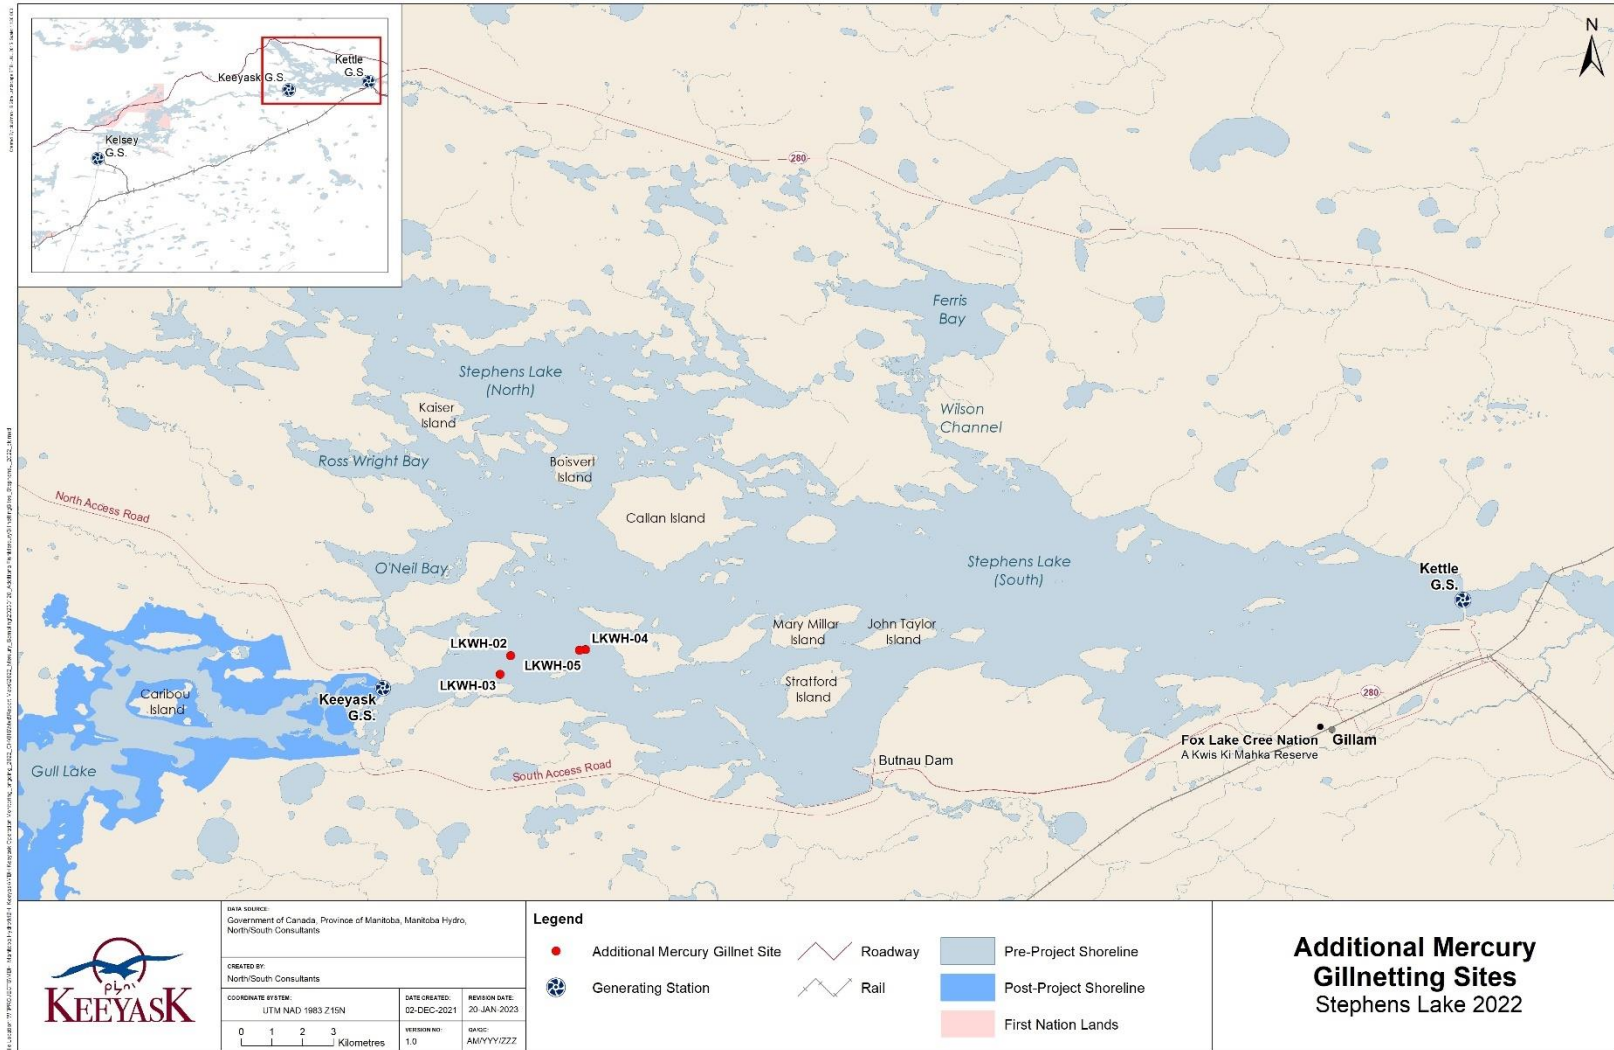 N
Kettle
G.S.
Keeyask G.S.
Kelsey
G.S.
280
Ferris
Bay
Stephens Lake
(North)
Kaiser
Island
Wilson
Channel
Ross Wright Bay
Boisvert
Island
North Access Road
Callan Island
O'Neil Bay
Stephens Lake
(South)
Kettle
G.S.
Mary Millar
Island
John Taylor
Island
LKWH-02
LKWH-04
LKWH-05
LKWH-03
Stratford
Island
Caribou
Island
Keeyask
G.S.
280
Gull Lake
South Access Road
Butnau Dam
Fox Lake Cree Nation
A Kwis Ki Mahka Reserve
Gillam
KEEYASK
DATA SOURCE:
Government of Canada, Province of Manitoba, Manitoba Hydro,
North/South Consultants
CREATED BY:
North/South Consultants
COORDINATE SYSTEM:
UTM NAD 1983 Z15N
DATE CREATED:
02-DEC-2021
REVISION DATE:
20-JAN-2023
0 1 2 3 Kilometres
VERSION NO:
1.0
QA/QC:
AM/YYY/ZZZ
Legend
Additional Mercury Gillnet Site
Generating Station
Roadway
Rail
Pre-Project Shoreline
Post-Project Shoreline
First Nation Lands
Additional Mercury
Gillnetting Sites
Stephens Lake 2022